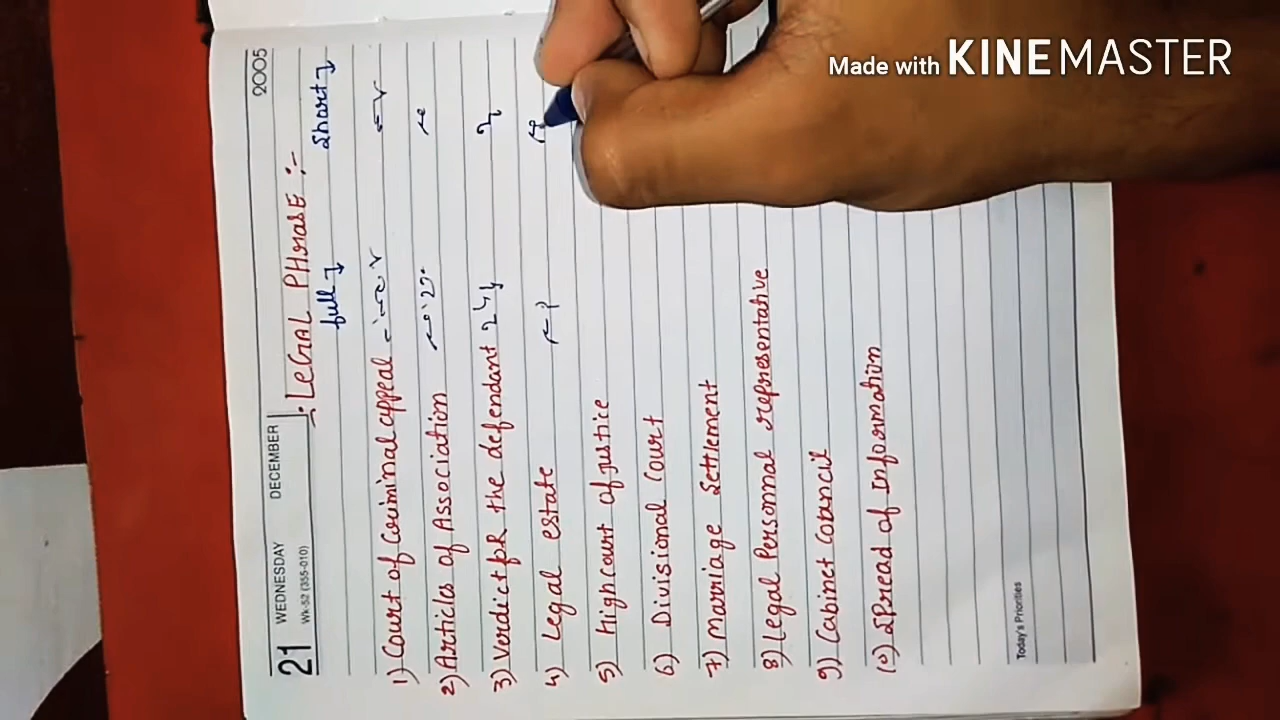 Made with KINEMASTER
21 WEDNESDAY DECEMBER 2005
Wk-52 (355-010)
LEGAL PHRASE :-
full Short
1) Court of Criminal appeal
2) Articles of Association
3) Verdict for the defendant
4) Legal estate
5) High court of justice
6) Divisional Court
7) Marriage Settlement
8) Legal Personnal representative
9) Cabinet Council
10) Spread of Information
Today's Priorities